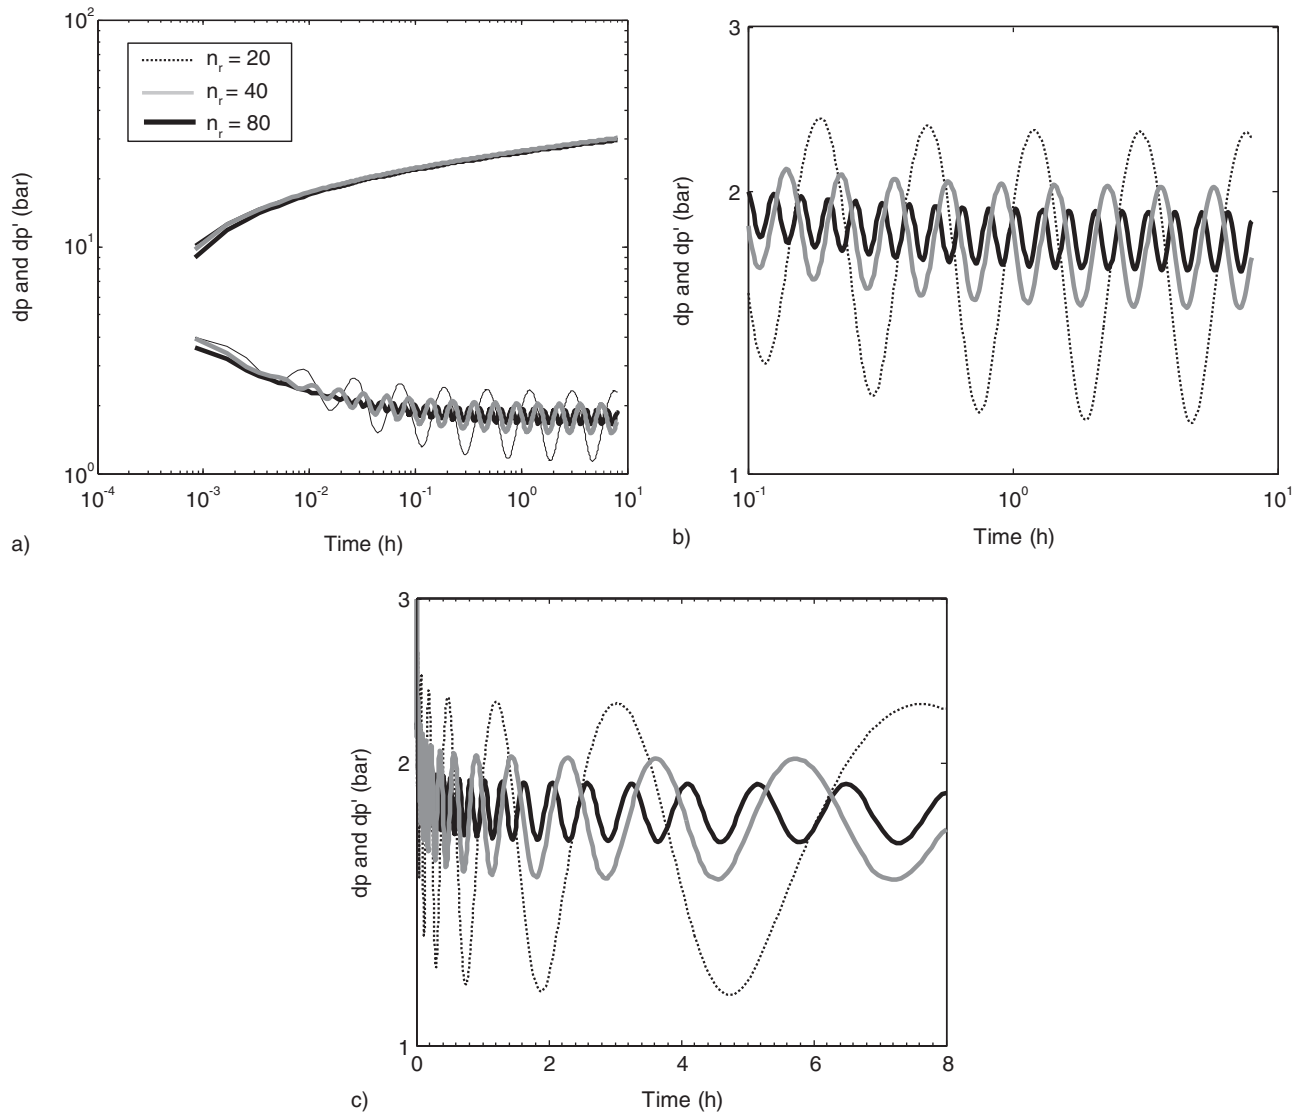 10^2
n_r = 20
n_r = 40
n_r = 80
dp and dp' (bar)
10^1
10^0
10^-4
10^-3
10^-2
10^-1
10^0
10^1
a)
Time (h)
3
dp and dp' (bar)
2
1
10^-1
10^0
10^1
b)
Time (h)
3
dp and dp' (bar)
2
1
0
2
4
6
8
c)
Time (h)